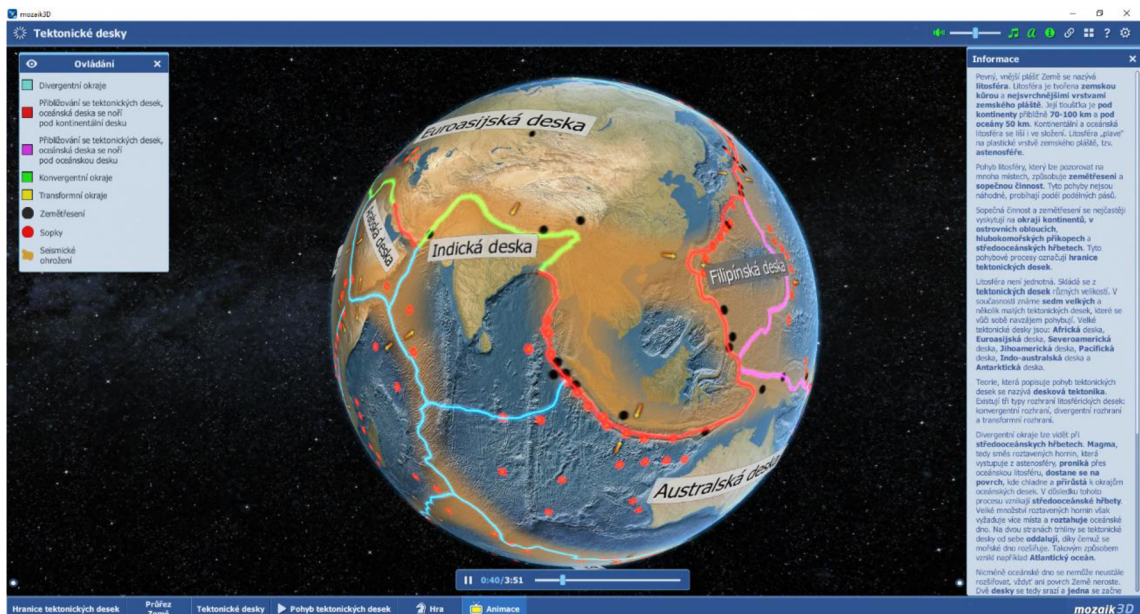 mozaik3D
Tektonické desky
Ovládání
Divergentní okraje
Přibližování se tektonických desek,
oceánská deska se noří
pod kontinentální desku
Přibližování se tektonických desek,
oceánská deska se noří
pod oceánskou desku
Konvergentní okraje
Transformní okraje
Zemětřesení
Sopky
Seismické
ohrožení
Euroasijská deska
deska
Indická deska
Filipínská deska
Australská deska
0:40/3:51
Informace
Pevný, vnější plášť Země se nazývá
litosféra. Litosféra je tvořena zemskou
kůrou a nejsvrchnějšími vrstvami
zemského pláště. Její tloušťka je pod
kontinenty přibližně 70-100 km a pod
oceány 50 km. Kontinentální a oceánská
litosféra se liší i ve složení. Litosféra „plave"
na plastické vrstvě zemského pláště, tzv.
astenosféře.
Pohyb litosféry, který lze pozorovat na
mnoha místech, způsobuje zemětřesení a
sopečnou činnost. Tyto pohyby nejsou
náhodné, probíhají podél podélných pásů.
Sopečná činnost a zemětřesení se nejčastěji
vyskytují na okraji kontinentů, v
ostrovních obloucích,
hlubokomořských příkopech a
středooceánských hřbetech. Tyto
pohybové procesy označují hranice
tektonických desek.
Litosféra není jednotná. Skládá se z
tektonických desek různých velikostí. V
současnosti známe sedm velkých a
několik malých tektonických desek, které se
vůči sobě navzájem pohybují. Velké
tektonické desky jsou: Africká deska,
Euroasijská deska, Severoamerická
deska, Jihoamerická deska, Pacifická
deska, Indo-australská deska a
Antarktická deska.
Teorie, která popisuje pohyb tektonických
desek se nazývá desková tektonika.
Existují tři typy rozhraní litosférických desek:
konvergentní rozhraní, divergentní rozhraní
a transformní rozhraní.
Divergentní okraje lze vidět při
středooceánských hřbetech. Magma,
tedy směs roztavených hornin, která
vystupuje z astenosféry, proniká přes
oceánskou litosféru, dostane se na
povrch, kde chladne a přirůstá k okrajům
oceánských desek. V důsledku tohoto
procesu vznikají středooceánské hřbety.
Velké množství roztavených hornin však
vyžaduje více místa a roztahuje oceánské
dno. Na dvou stranách trhliny se tektonické
desky od sebe oddalují, díky čemuž se
mořské dno rozšiřuje. Takovým způsobem
vznikl například Atlantický oceán.
Nicméně oceánské dno se nemůže neustále
rozšiřovat, vždyť ani povrch Země neroste.
Dvě desky se tedy srazí a jedna se začne
Hranice tektonických desek
Průřez
Země
Tektonické desky
Pohyb tektonických desek
Hra
Animace
mozaik3D